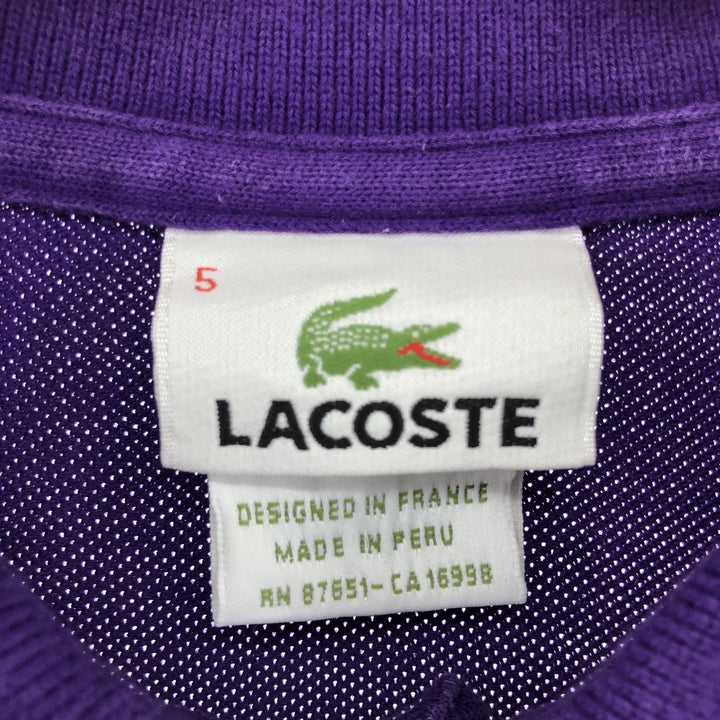 5
LACOSTE
DESIGNED IN FRANCE
MADE IN PERU
RN 87651-CA 16998